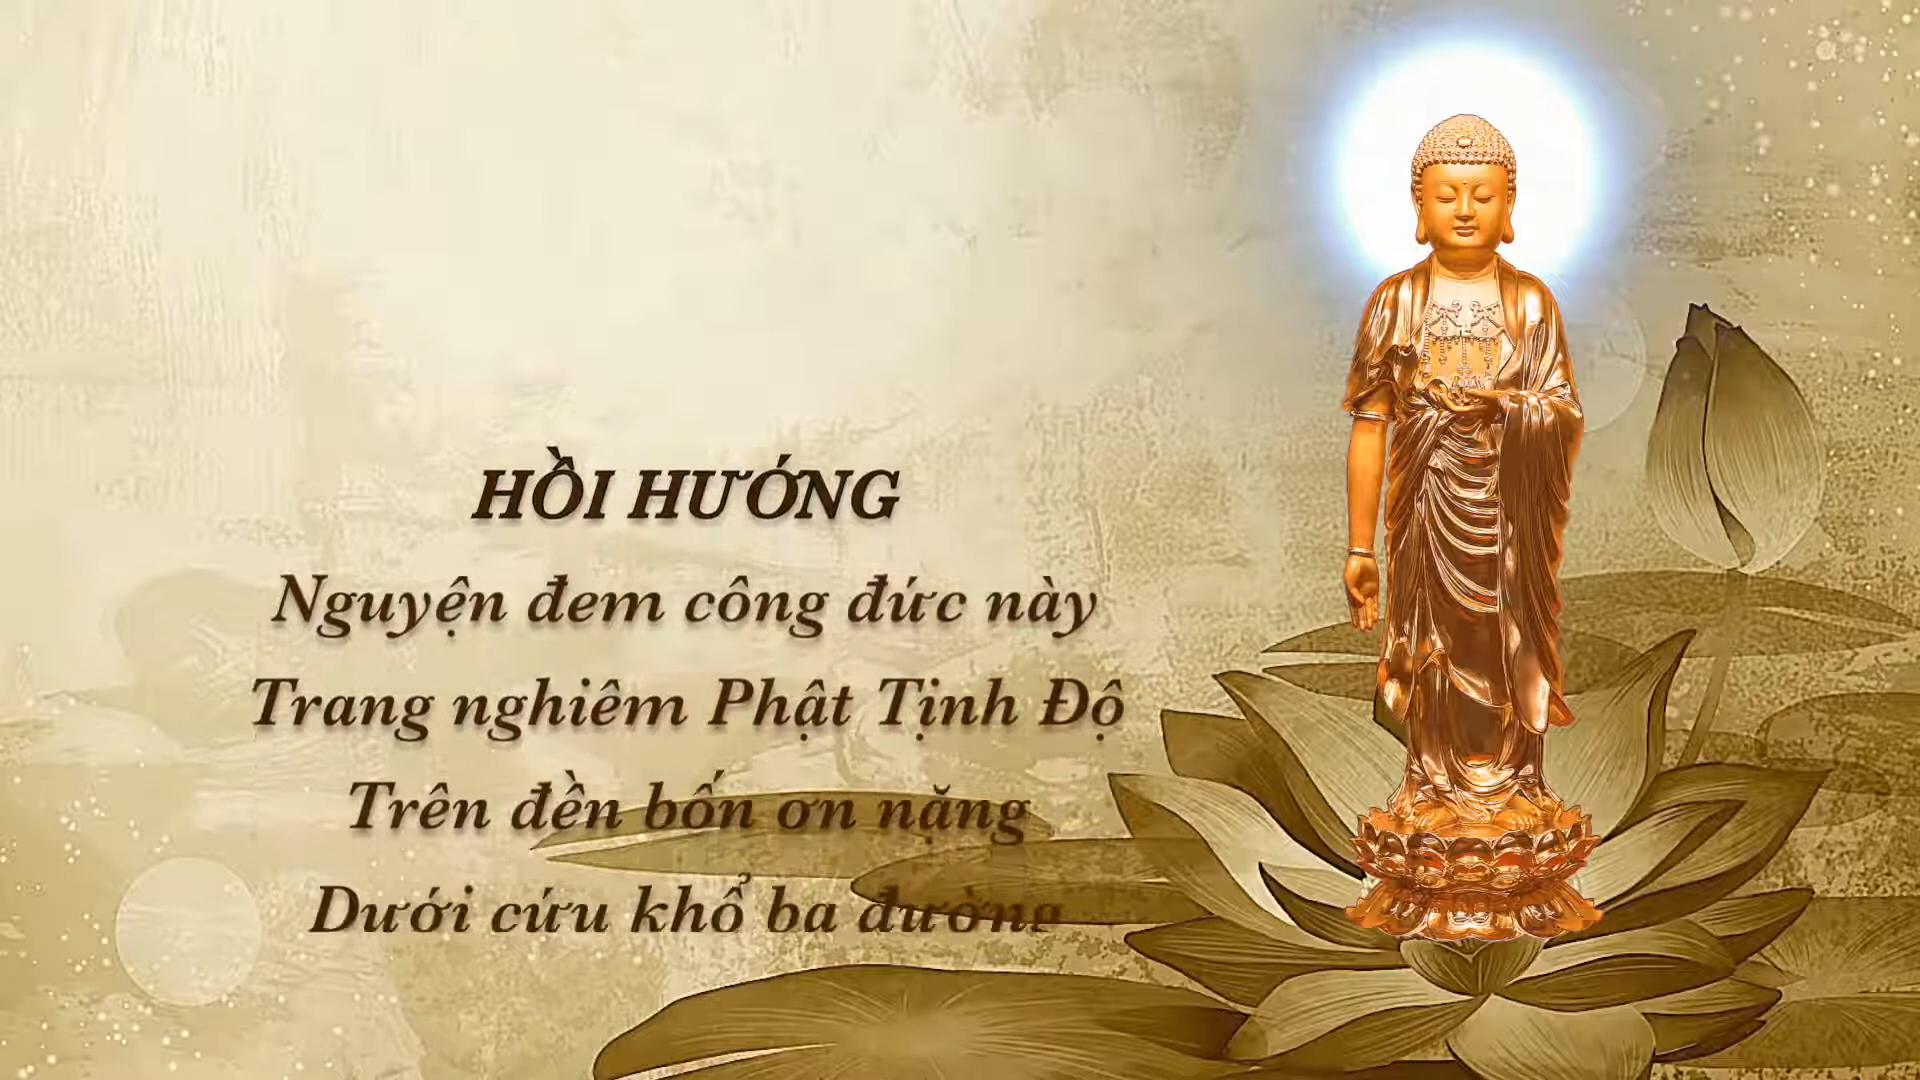 HỒI HƯỚNG
Nguyện đem công đức này
Trang nghiêm Phật Tịnh Độ
Trên đền bốn ơn nặng
Dưới cứu khổ ba đường